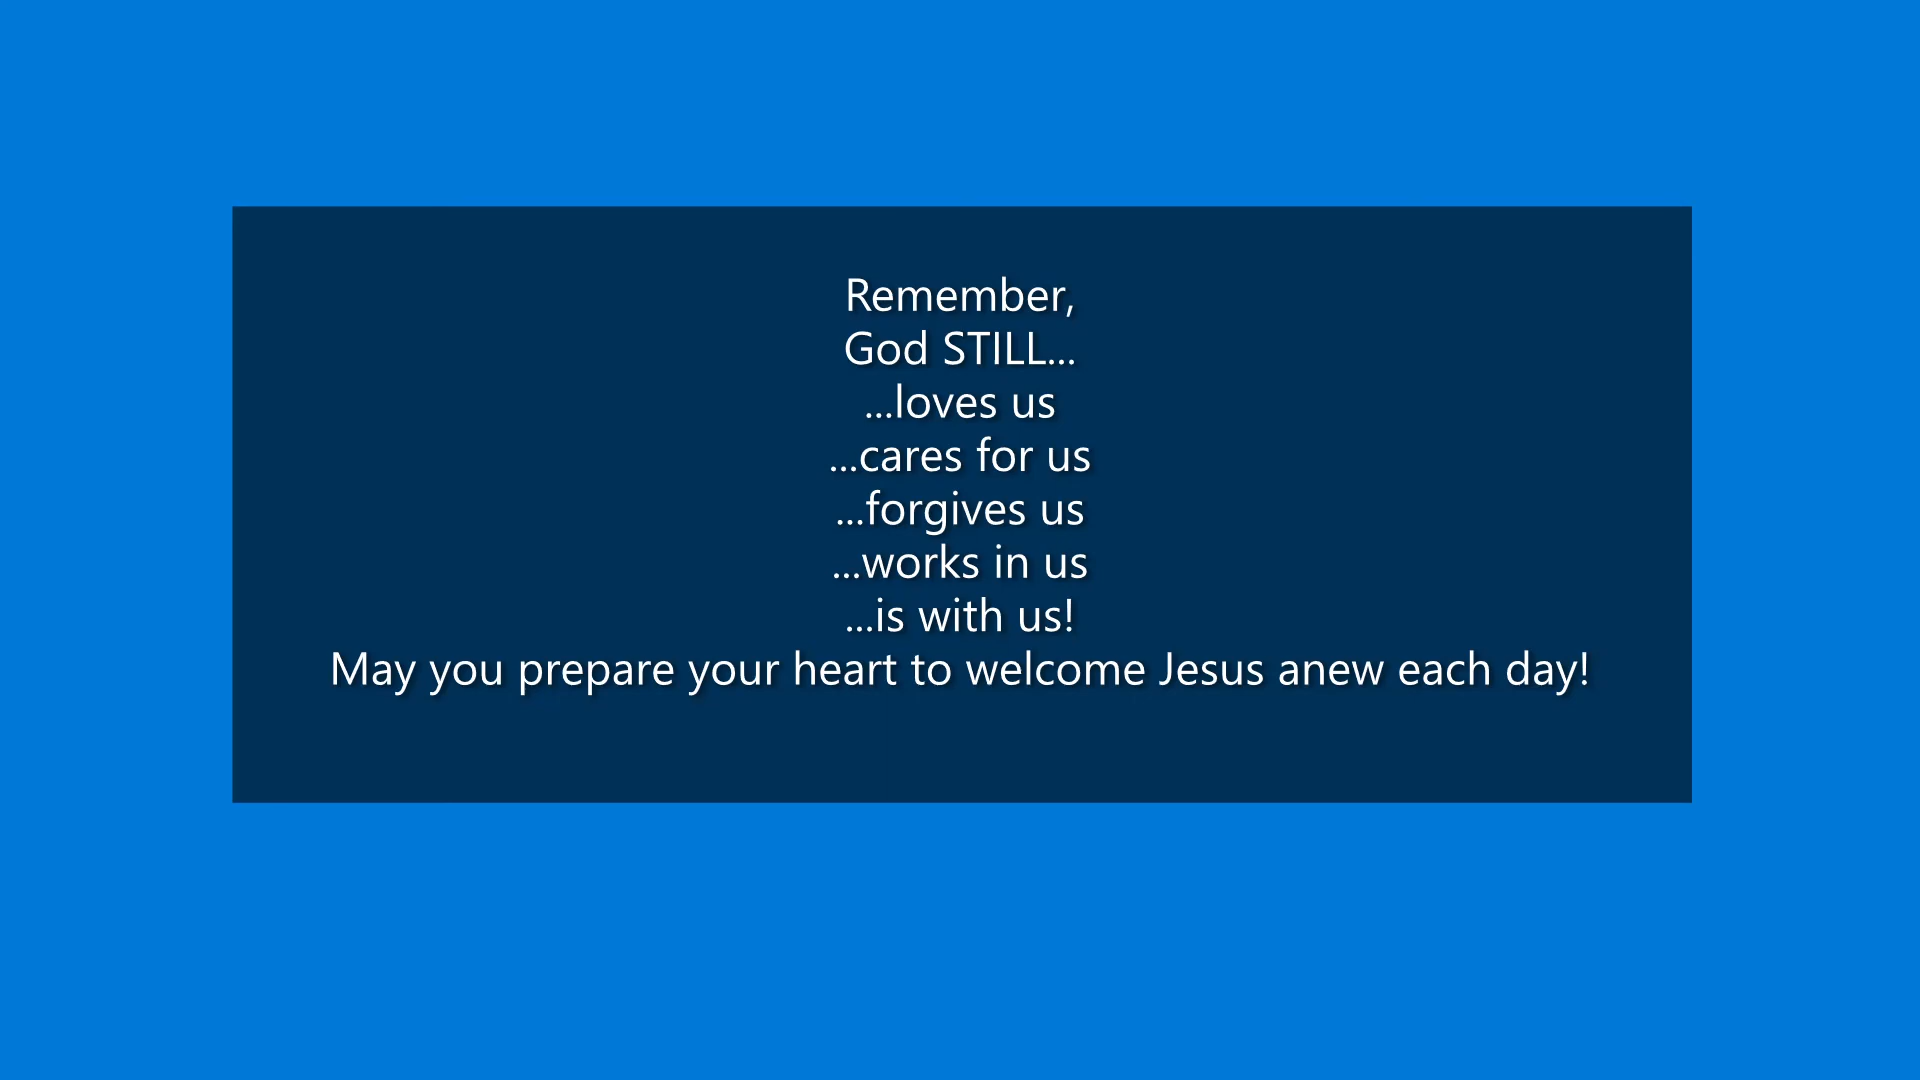 Remember,
God STILL...
...loves us
...cares for us
...forgives us
...works in us
...is with us!
May you prepare your heart to welcome Jesus anew each day!